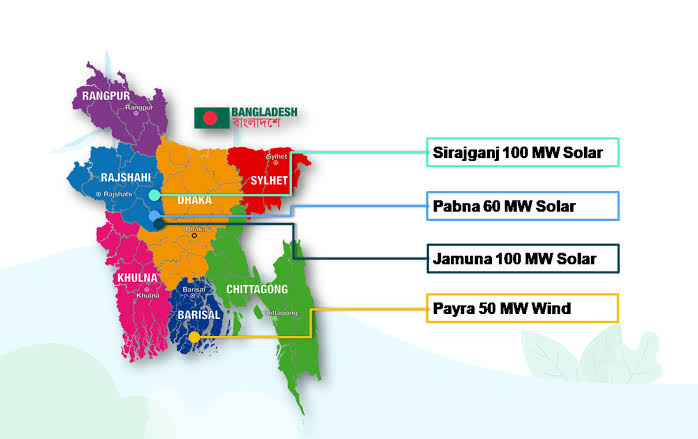 RANGPUR
Rangpur
BANGLADESH
বাংলাদেশে
Sylhet
SYLHET
RAJSHAHI
Rajshahi
DHAKA
Dhaka
KHULNA
Khulna
Barisal
BARISAL
CHITTAGONG
Chittagong
Sirajganj 100 MW Solar
Pabna 60 MW Solar
Jamuna 100 MW Solar
Payra 50 MW Wind